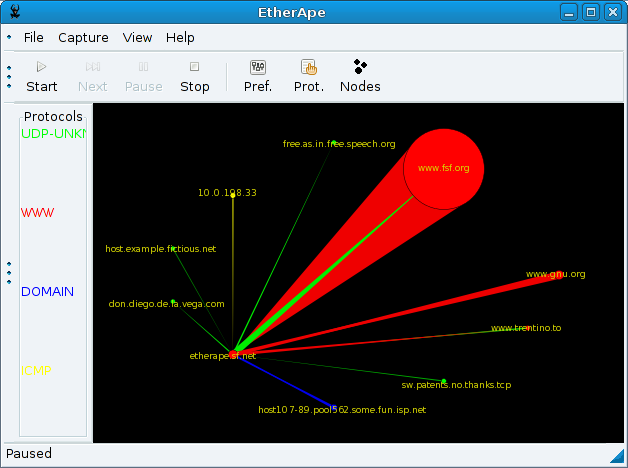 EtherApe
File Capture View Help
Start Next Pause Stop Pref. Prot. Nodes
Protocols
UDP-UNKN
WWW
DOMAIN
ICMP
free.as.in.free.speech.org
www.fsf.org
10.0.198.33
host.example.fictious.net
www.gnu.org
don.diego.de.la.vega.com
www.trentino.to
etherape.sf.net
sw.patents.no.thanks.tcp
host107-89.pool562.some.fun.isp.net
Paused